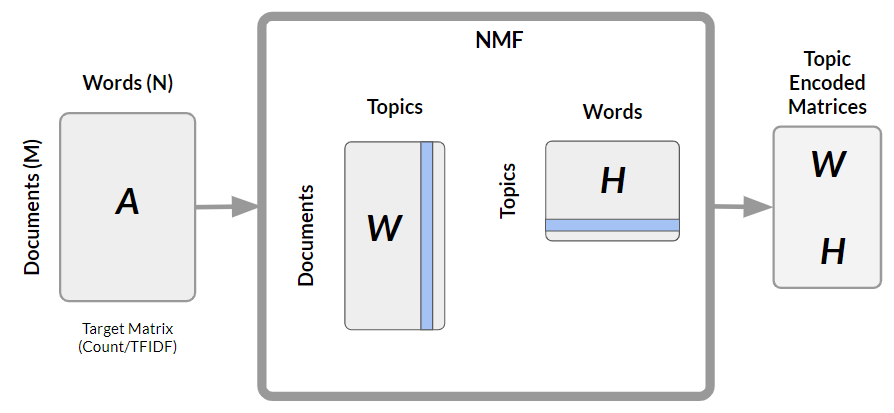 Words (N)
Documents (M)
A
Target Matrix
(Count/TFIDF)
NMF
Topics
Documents
W
Words
Topics
H
Topic
Encoded
Matrices
W
H